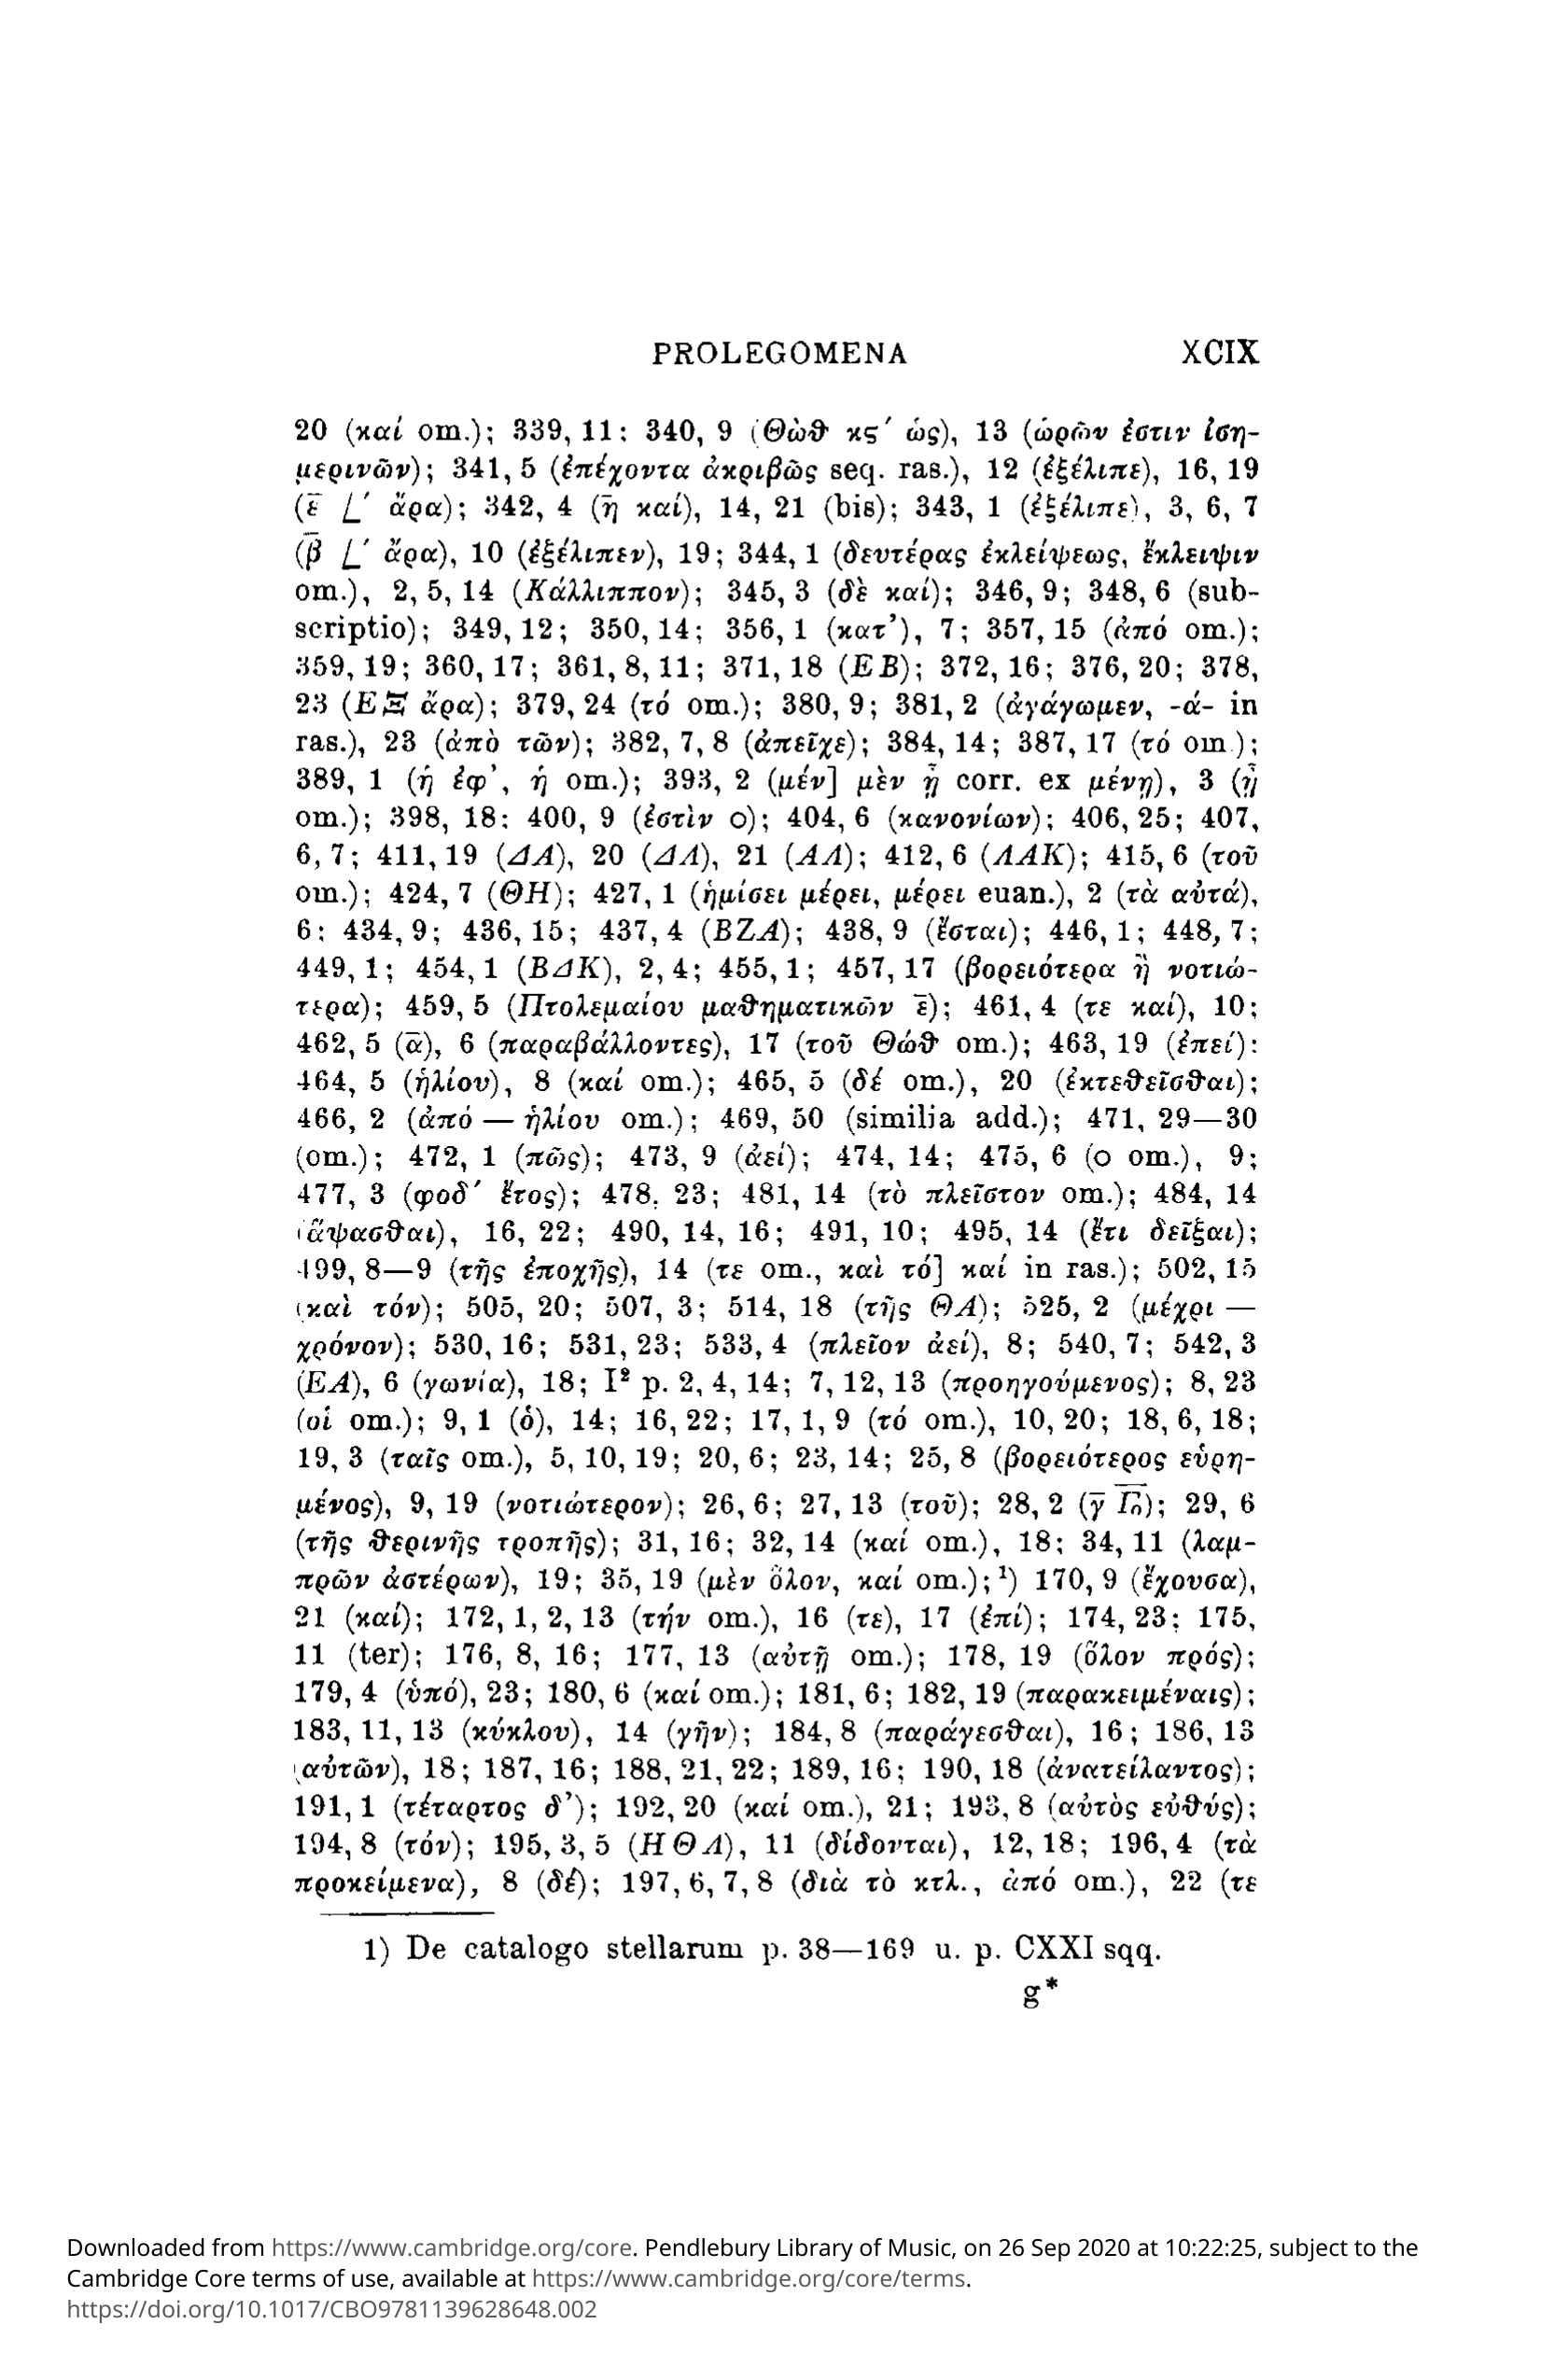 PROLEGOMENA XCIX
20 (καί om.); 339, 11; 340, 9 (Θὼθ κϛ′ ὡς), 13 (ὡρῶν ἐστιν ἰση-
μερινῶν); 341, 5 (ἐπέχοντα ἀκριβῶς seq. ras.), 12 (ἐξέλιπε), 16, 19
(ε̄ 𐅵′ ἄρα); 342, 4 (η̄ καί), 14, 21 (bis); 343, 1 (ἐξέλιπε), 3, 6, 7
(β̄ 𐅵′ ἄρα), 10 (ἐξέλιπεν), 19; 344, 1 (δευτέρας ἐκλείψεως, ἔκλειψιν
om.), 2, 5, 14 (Κάλλιππον); 345, 3 (δὲ καί); 346, 9; 348, 6 (sub-
scriptio); 349, 12; 350, 14; 356, 1 (κατ’), 7; 357, 15 (ἀπό om.);
359, 19; 360, 17; 361, 8, 11; 371, 18 (ΕΒ); 372, 16; 376, 20; 378,
23 (ΕΞ ἄρα); 379, 24 (τό om.); 380, 9; 381, 2 (ἀγάγωμεν, -ά- in
ras.), 23 (ἀπὸ τῶν); 382, 7, 8 (ἀπεῖχε); 384, 14; 387, 17 (τό om.);
389, 1 (ἡ ἐφ’, ἡ om.); 393, 2 (μέν] μὲν ᾖ corr. ex μένῃ), 3 (ᾖ
om.); 398, 18; 400, 9 (ἐστὶν ο); 404, 6 (κανονίων); 406, 25; 407,
6, 7; 411, 19 (ΔΑ), 20 (ΔΛ), 21 (ΑΛ); 412, 6 (ΛΑΚ); 415, 6 (τοῦ
om.); 424, 7 (ΘΗ); 427, 1 (ἡμίσει μέρει, μέρει euan.), 2 (τὰ αὐτά),
6; 434, 9; 436, 15; 437, 4 (ΒΖΑ); 438, 9 (ἔσται); 446, 1; 448, 7;
449, 1; 454, 1 (ΒΔΚ), 2, 4; 455, 1; 457, 17 (βορειότερα ἢ νοτιώ-
τερα); 459, 5 (Πτολεμαίου μαθηματικῶν ε̄); 461, 4 (τε καί), 10;
462, 5 (ᾱ), 6 (παραβάλλοντες), 17 (τοῦ Θώθ om.); 463, 19 (ἐπεί);
464, 5 (ἡλίου), 8 (καί om.); 465, 5 (δέ om.), 20 (ἐκτεθεῖσθαι);
466, 2 (ἀπό — ἡλίου om.); 469, 50 (similia add.); 471, 29—30
(om.); 472, 1 (πῶς); 473, 9 (ἀεί); 474, 14; 475, 6 (ο om.), 9;
477, 3 (φοδ′ ἔτος); 478, 23; 481, 14 (τὸ πλεῖστον om.); 484, 14
(ἅψασθαι), 16, 22; 490, 14, 16; 491, 10; 495, 14 (ἔτι δεῖξαι);
499, 8—9 (τῆς ἐποχῆς), 14 (τε om., καὶ τό] καί in ras.); 502, 15
(καὶ τόν); 505, 20; 507, 3; 514, 18 (τῆς ΘΑ); 525, 2 (μέχρι —
χρόνον); 530, 16; 531, 23; 533, 4 (πλεῖον ἀεί), 8; 540, 7; 542, 3
(ΕΑ), 6 (γωνία), 18; I² p. 2, 4, 14; 7, 12, 13 (προηγούμενος); 8, 23
(οἱ om.); 9, 1 (ὁ), 14; 16, 22; 17, 1, 9 (τό om.), 10, 20; 18, 6, 18;
19, 3 (ταῖς om.), 5, 10, 19; 20, 6; 23, 14; 25, 8 (βορειότερος εὑρη-
μένος), 9, 19 (νοτιώτερον); 26, 6; 27, 13 (τοῦ); 28, 2 (γ̄ ); 29, 6
(τῆς θερινῆς τροπῆς); 31, 16; 32, 14 (καί om.), 18; 34, 11 (λαμ-
πρῶν ἀστέρων), 19; 35, 19 (μὲν ὅλον, καί om.);¹) 170, 9 (ἔχουσα),
21 (καί); 172, 1, 2, 13 (τήν om.), 16 (τε), 17 (ἐπί); 174, 23; 175,
11 (ter); 176, 8, 16; 177, 13 (αὐτῇ om.); 178, 19 (ὅλον πρός);
179, 4 (ὑπό), 23; 180, 6 (καί om.); 181, 6; 182, 19 (παρακειμέναις);
183, 11, 13 (κύκλου), 14 (γῆν); 184, 8 (παράγεσθαι), 16; 186, 13
(αὐτῶν), 18; 187, 16; 188, 21, 22; 189, 16; 190, 18 (ἀνατείλαντος);
191, 1 (τέταρτος δ’); 192, 20 (καί om.), 21; 193, 8 (αὐτὸς εὐθύς);
194, 8 (τόν); 195, 3, 5 (ΗΘΛ), 11 (δίδονται), 12, 18; 196, 4 (τὰ
προκείμενα), 8 (δέ); 197, 6, 7, 8 (διὰ τὸ κτλ., ἀπό om.), 22 (τε
1) De catalogo stellarum p. 38—169 u. p. CXXI sqq.
g*
Downloaded from https://www.cambridge.org/core. Pendlebury Library of Music, on 26 Sep 2020 at 10:22:25, subject to the
Cambridge Core terms of use, available at https://www.cambridge.org/core/terms.
https://doi.org/10.1017/CBO9781139628648.002